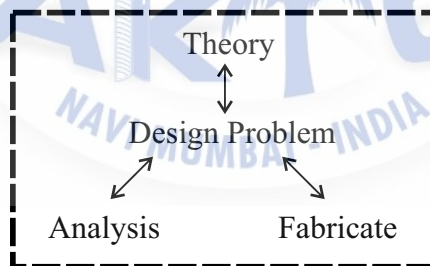 Theory
Design Problem
Analysis
Fabricate
NAVI MUMBAI - INDIA